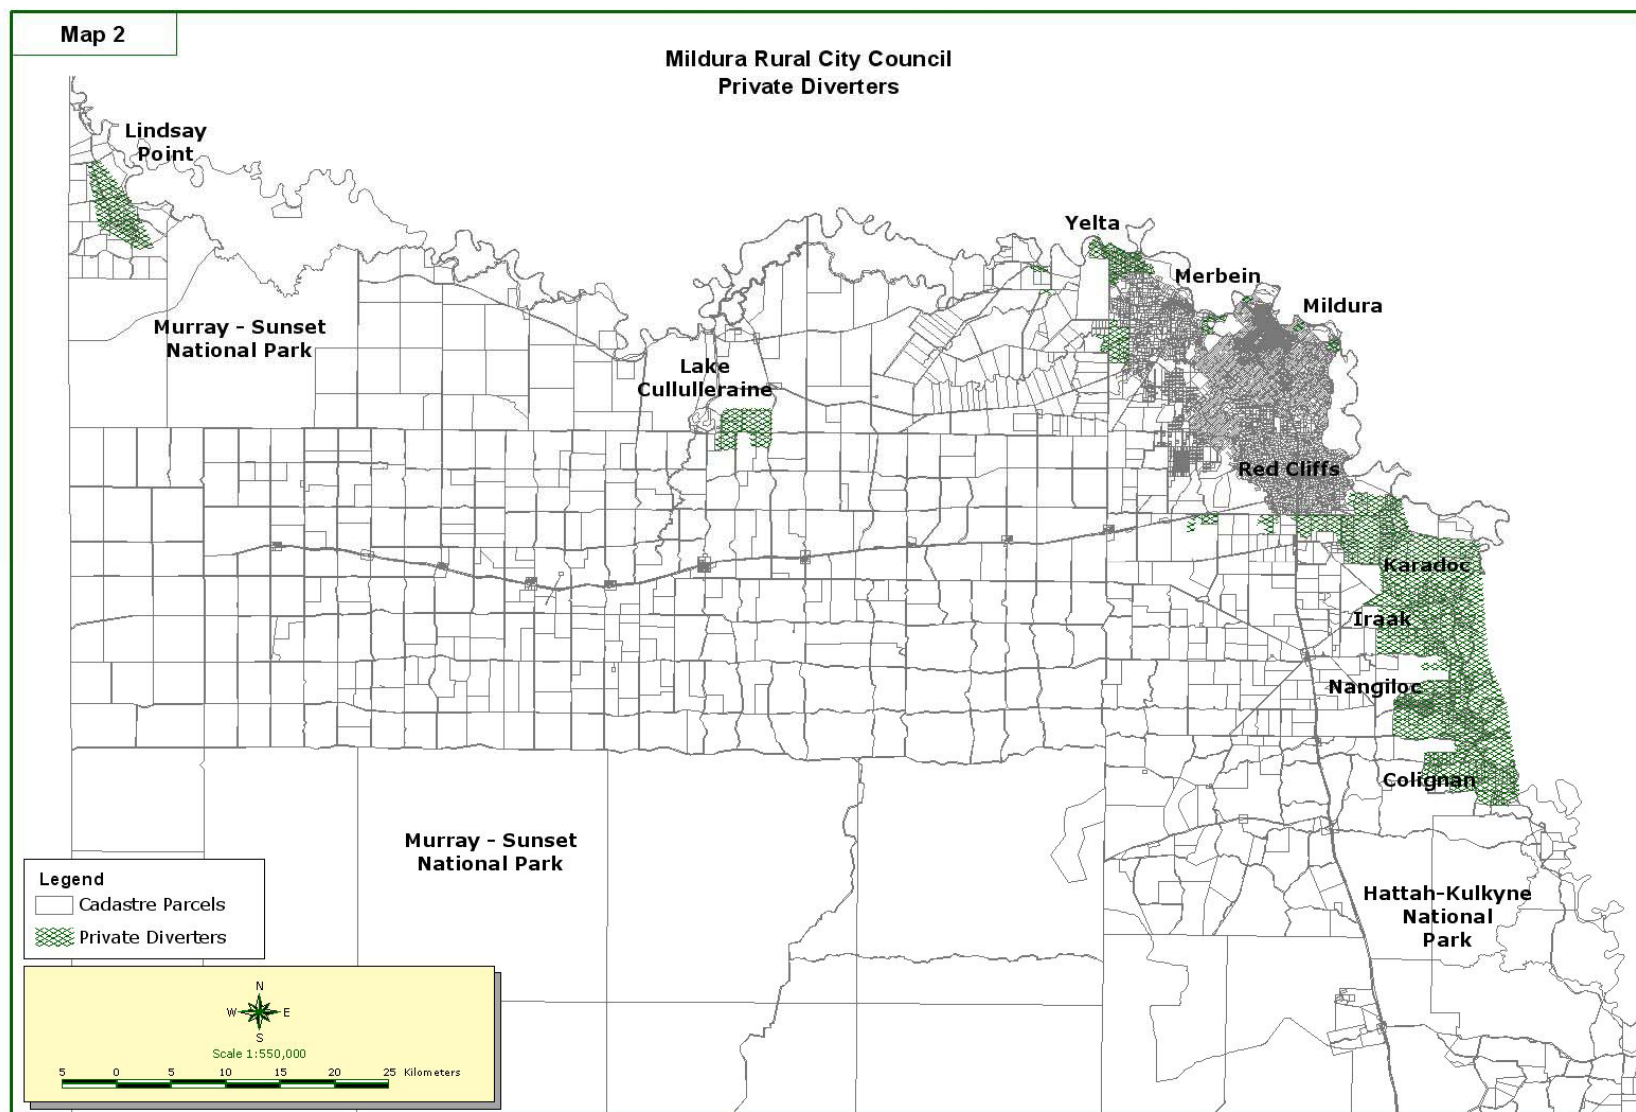 Map 2
Mildura Rural City Council
Private Diverters
Lindsay
Point
Yelta
Merbein
Mildura
Murray - Sunset
National Park
Lake
Cullulleraine
Red Cliffs
Karadoc
Iraak
Nangiloc
Colignan
Murray - Sunset
National Park
Hattah-Kulkyne
National
Park
Legend
Cadastre Parcels
Private Diverters
N
W E
S
Scale 1:550,000
5 0 5 10 15 20 25 Kilometers